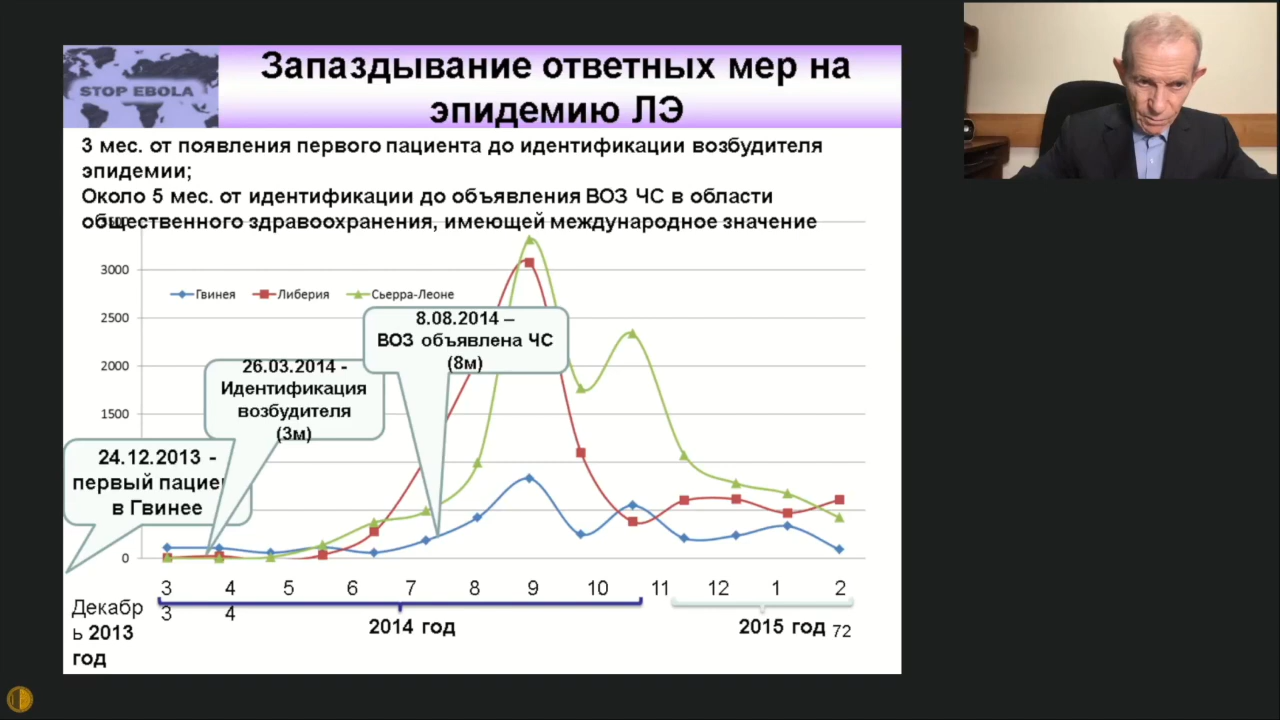 STOP EBOLA
Запаздывание ответных мер на
эпидемию ЛЭ
3 мес. от появления первого пациента до идентификации возбудителя
эпидемии;
Около 5 мес. от идентификации до объявления ВОЗ ЧС в области
общественного здравоохранения, имеющей международное значение
3000
Гвинея Либерия Сьерра-Леоне
2500
8.08.2014 –
ВОЗ объявлена ЧС
(8м)
2000
26.03.2014 -
Идентификация
возбудителя
(3м)
1500
24.12.2013 -
первый пацие
в Гвинее
0
3 4 5 6 7 8 9 10 11 12 1 2
3 4
Декабр
ь 2013
год
2014 год
2015 год
72